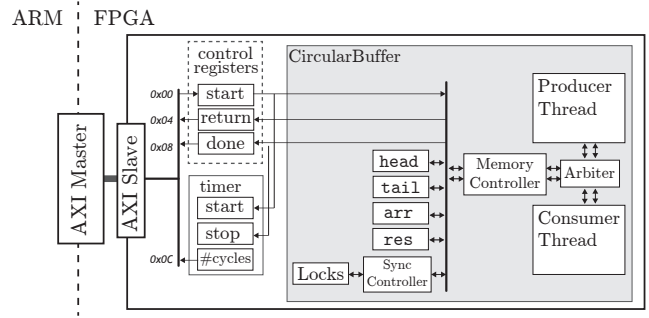 ARM
FPGA
AXI Master
AXI Slave
0x00
0x04
0x08
0x0C
control
registers
start
return
done
timer
start
stop
#cycles
CircularBuffer
head
tail
arr
res
Locks
Sync
Controller
Memory
Controller
Arbiter
Producer
Thread
Consumer
Thread